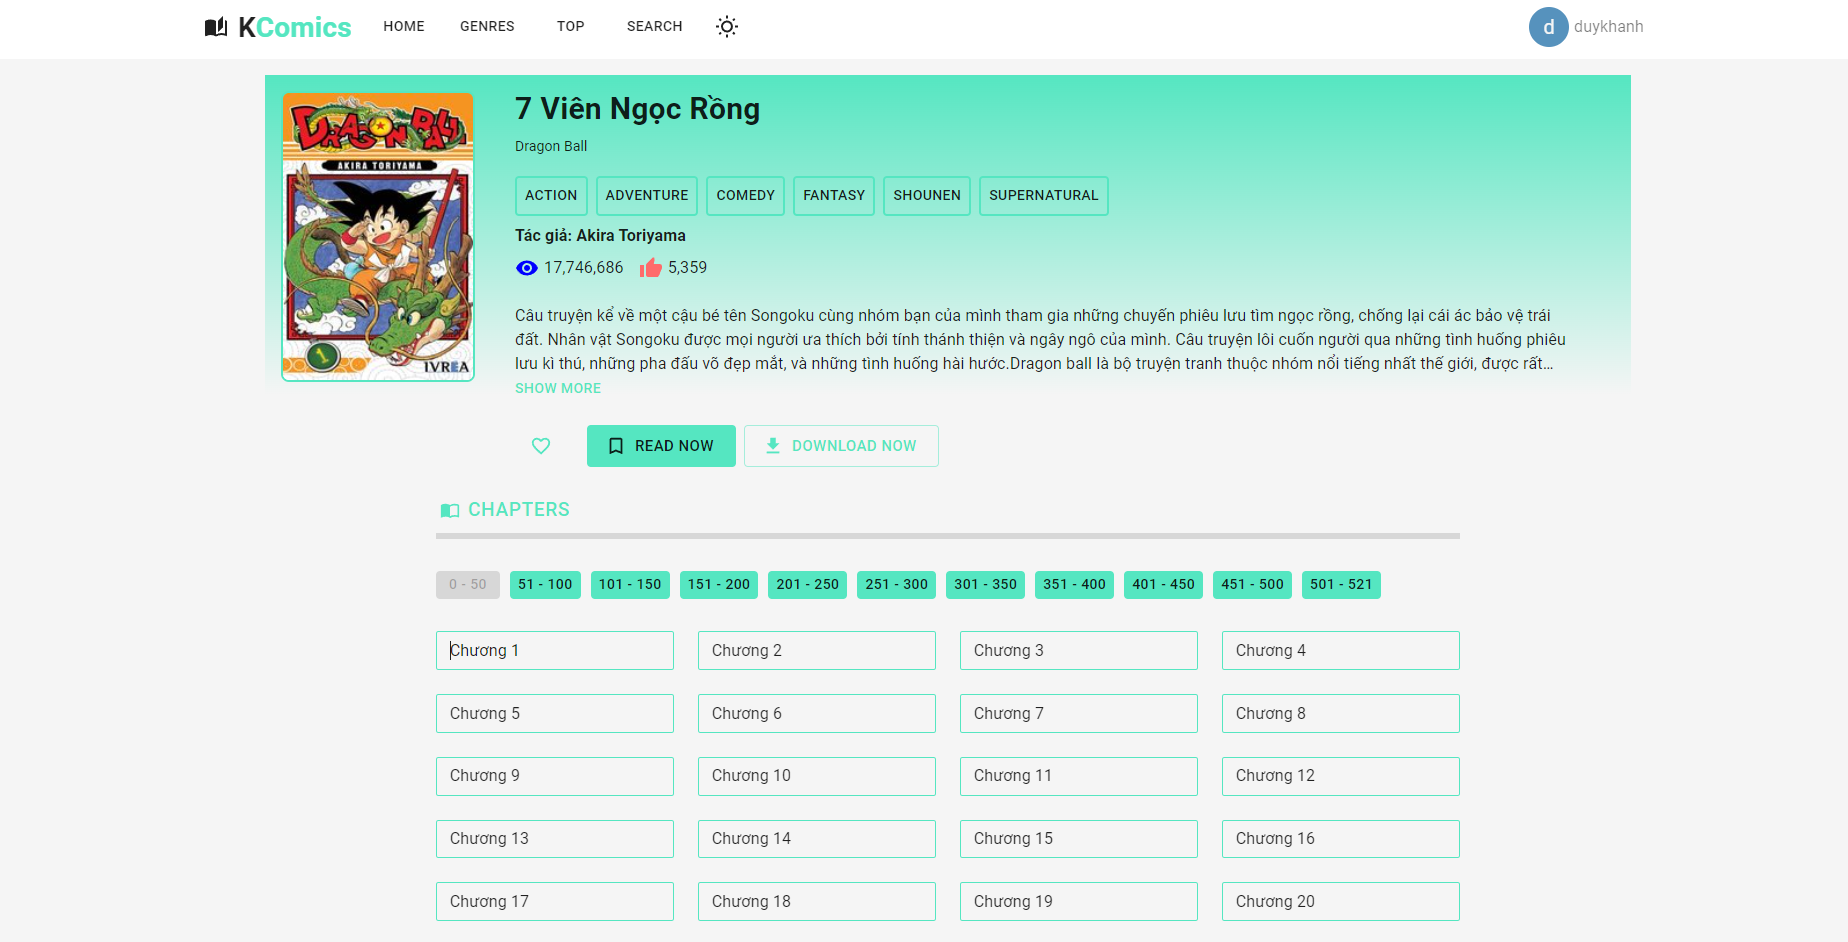 KComics HOME GENRES TOP SEARCH d duykhanh
DRAGON BALL
AKIRA TORIYAMA
1
IVREA
7 Viên Ngọc Rồng
Dragon Ball
ACTION ADVENTURE COMEDY FANTASY SHOUNEN SUPERNATURAL
Tác giả: Akira Toriyama
17,746,686 5,359
Câu truyện kể về một cậu bé tên Songoku cùng nhóm bạn của mình tham gia những chuyến phiêu lưu tìm ngọc rồng, chống lại cái ác bảo vệ trái
đất. Nhân vật Songoku được mọi người ưa thích bởi tính thánh thiện và ngây ngô của mình. Câu truyện lôi cuốn người qua những tình huống phiêu
lưu kì thú, những pha đấu võ đẹp mắt, và những tình huống hài hước.Dragon ball là bộ truyện tranh thuộc nhóm nổi tiếng nhất thế giới, được rất...
SHOW MORE
READ NOW DOWNLOAD NOW
CHAPTERS
0 - 50 51 - 100 101 - 150 151 - 200 201 - 250 251 - 300 301 - 350 351 - 400 401 - 450 451 - 500 501 - 521
Chương 1 Chương 2 Chương 3 Chương 4
Chương 5 Chương 6 Chương 7 Chương 8
Chương 9 Chương 10 Chương 11 Chương 12
Chương 13 Chương 14 Chương 15 Chương 16
Chương 17 Chương 18 Chương 19 Chương 20